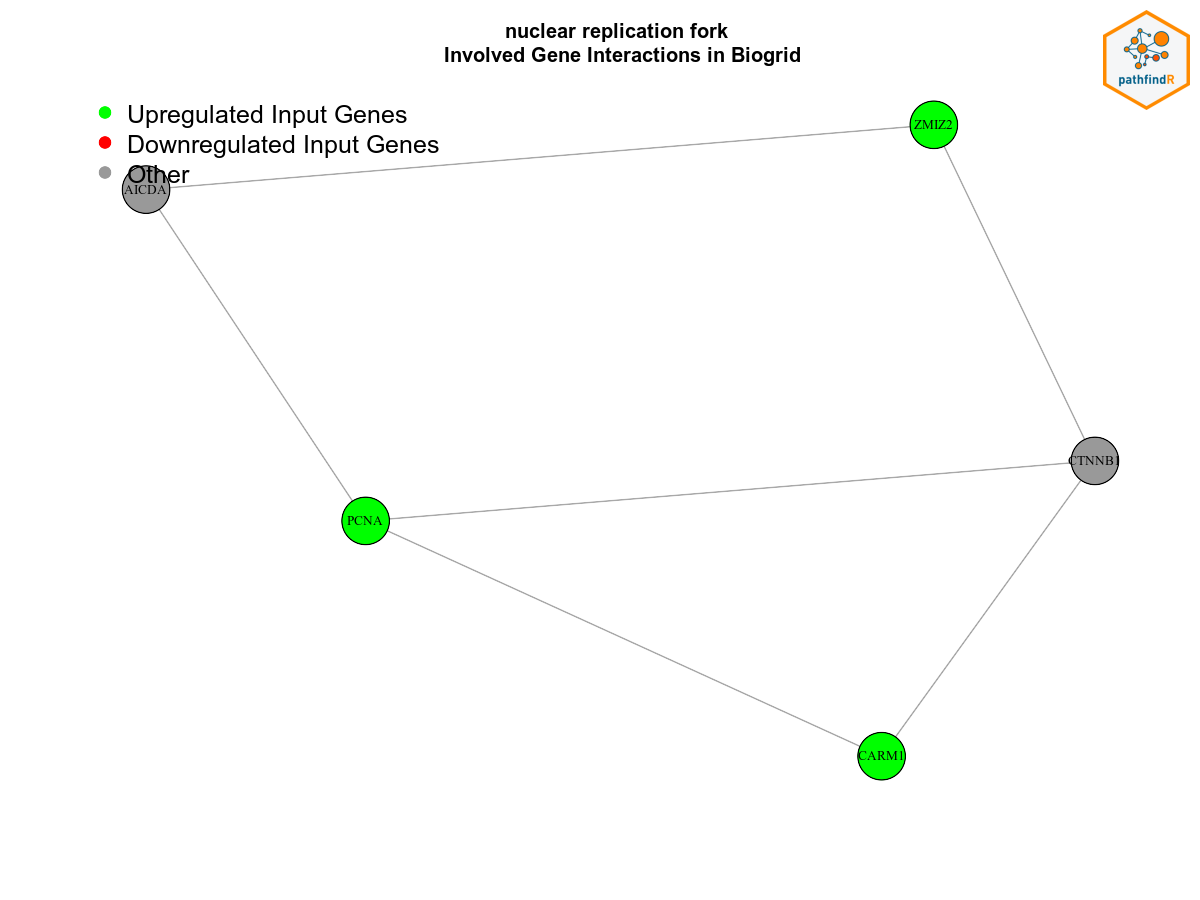 nuclear replication fork
Involved Gene Interactions in Biogrid
pathfindR
Upregulated Input Genes
Downregulated Input Genes
Other
AICDA
ZMIZ2
CTNNB1
PCNA
CARM1